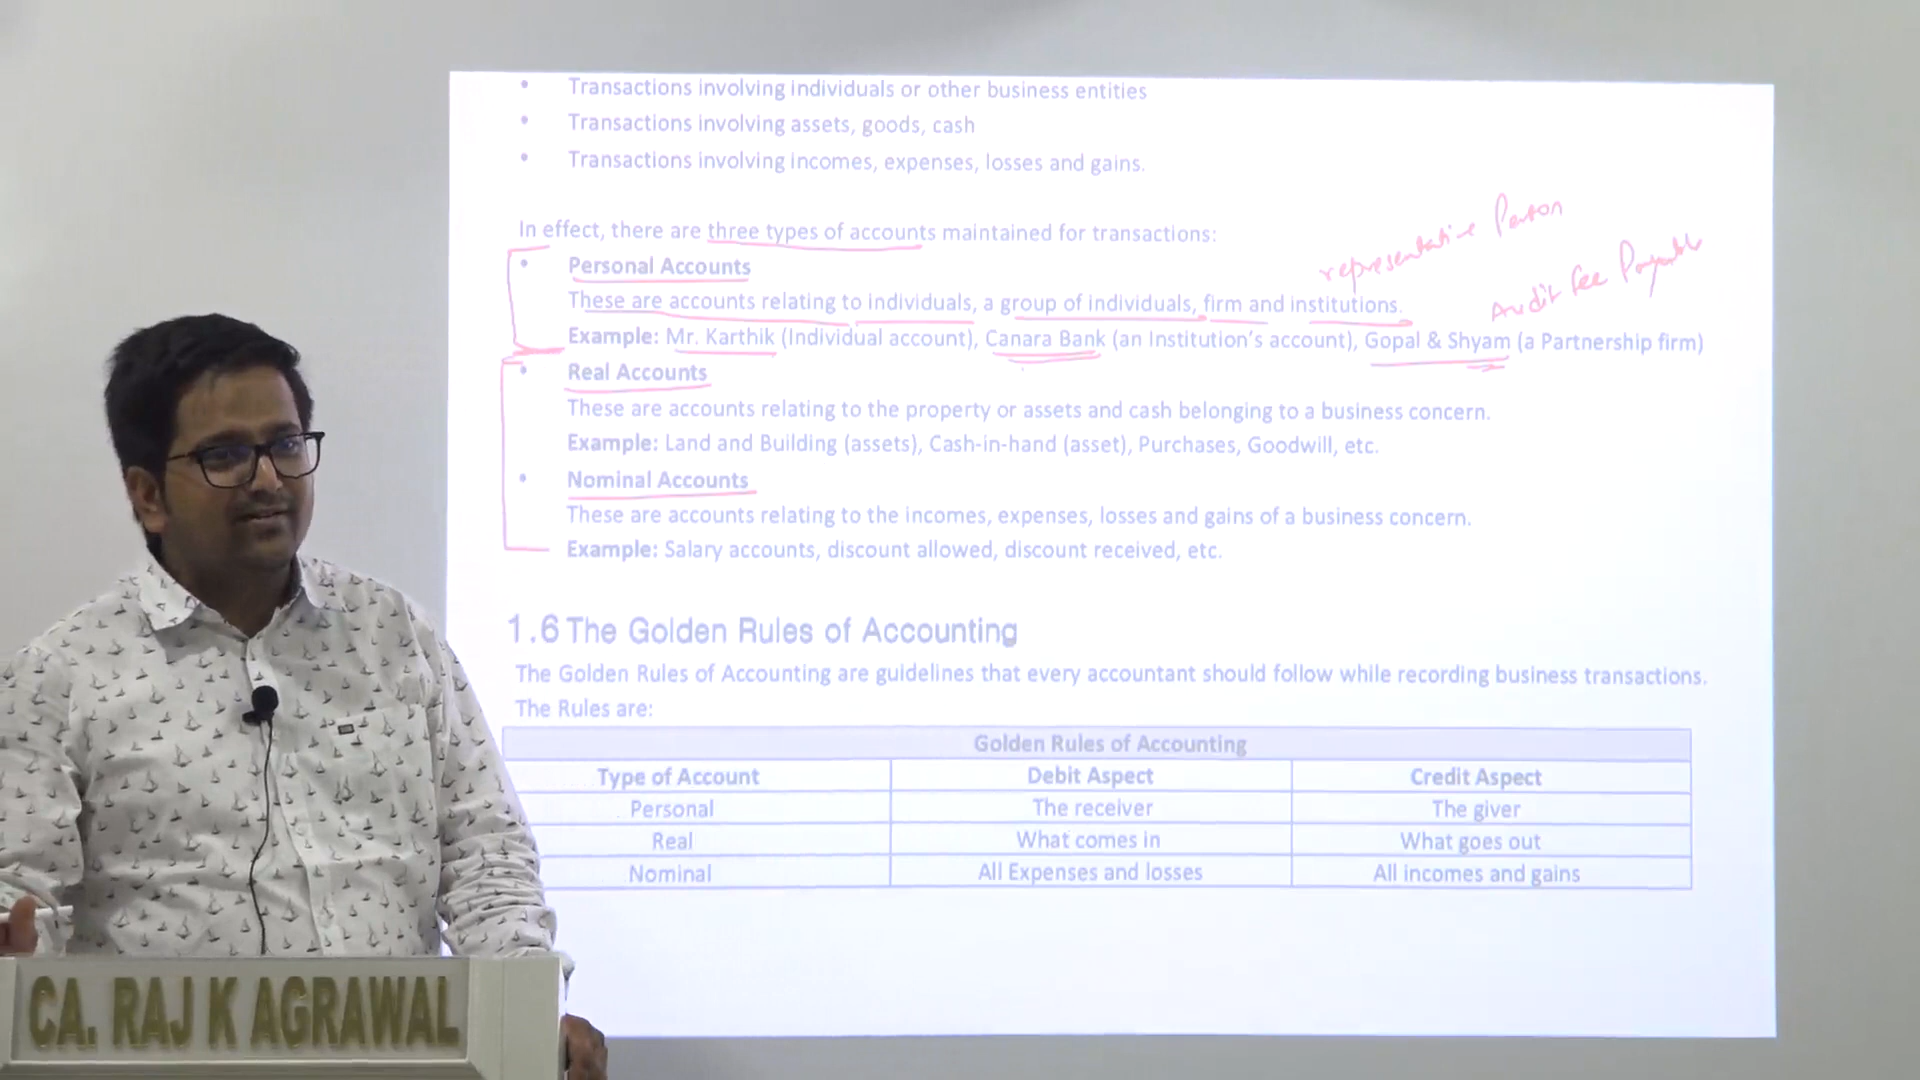 • Transactions involving individuals or other business entities
• Transactions involving assets, goods, cash
• Transactions involving incomes, expenses, losses and gains.
In effect, there are three types of accounts maintained for transactions:
representative Person
• Personal Accounts
Audit Fee Payable
These are accounts relating to individuals, a group of individuals, firm and institutions.
Example: Mr. Karthik (Individual account), Canara Bank (an Institution's account), Gopal & Shyam (a Partnership firm)
• Real Accounts
These are accounts relating to the property or assets and cash belonging to a business concern.
Example: Land and Building (assets), Cash-in-hand (asset), Purchases, Goodwill, etc.
• Nominal Accounts
These are accounts relating to the incomes, expenses, losses and gains of a business concern.
Example: Salary accounts, discount allowed, discount received, etc.
1.6 The Golden Rules of Accounting
The Golden Rules of Accounting are guidelines that every accountant should follow while recording business transactions.
The Rules are:
Golden Rules of Accounting
Type of Account Debit Aspect Credit Aspect
Personal The receiver The giver
Real What comes in What goes out
Nominal All Expenses and losses All incomes and gains
CA. RAJ K AGRAWAL